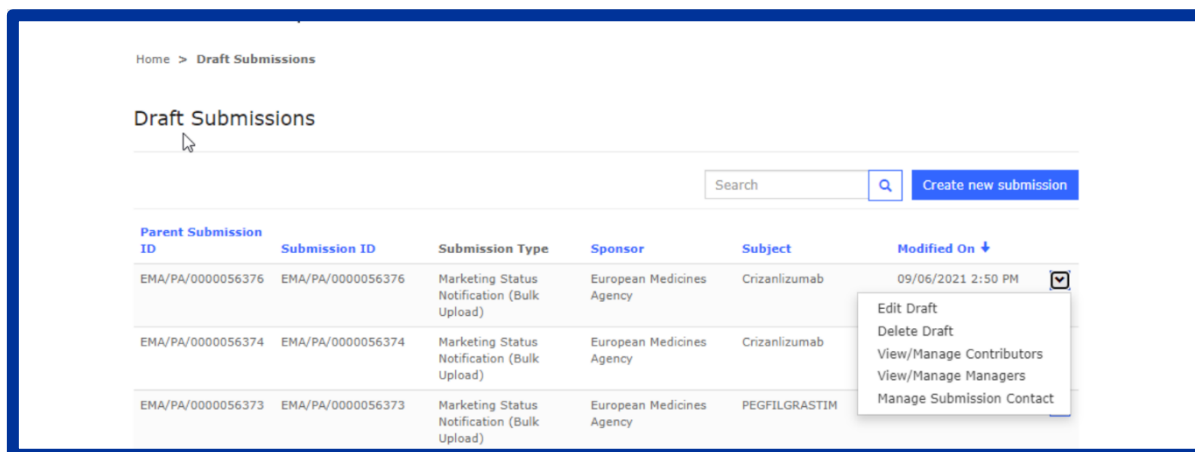 Home > Draft Submissions
Draft Submissions
Search
Create new submission
Parent Submission
ID
Submission ID
Submission Type
Sponsor
Subject
Modified On
EMA/PA/0000056376 EMA/PA/0000056376 Marketing Status European Medicines Crizanlizumab 09/06/2021 2:50 PM
Notification (Bulk Agency
Upload)
Edit Draft
Delete Draft
View/Manage Contributors
View/Manage Managers
Manage Submission Contact
EMA/PA/0000056374 EMA/PA/0000056374 Marketing Status European Medicines Crizanlizumab
Notification (Bulk Agency
Upload)
EMA/PA/0000056373 EMA/PA/0000056373 Marketing Status European Medicines PEGFILGRASTIM
Notification (Bulk Agency
Upload)